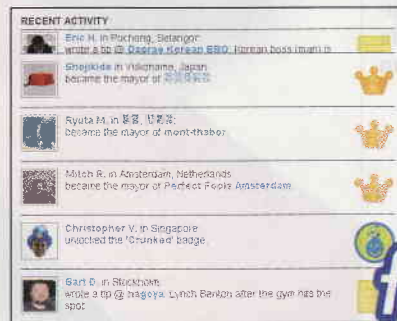 RECENT ACTIVITY
Eric H. in Puchong, Selangor:
wrote a tip @ Daorae Korean BBQ: Korean boss (man) is
in Yokohama, Japan
became the mayor of
Ryuta M. in
became the mayor of mont-thabor
Mitch R. in Amsterdam, Netherlands
became the mayor of Perfect Fools Amsterdam
Christopher V. in Singapore
unlocked the 'Crunked' badge
Bart D. in Stockholm:
wrote a tip @ Lynch Benton after the gym has the
spot